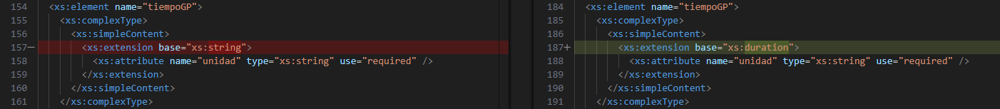 154 <xs:element name="tiempoGP">
155 <xs:complexType>
156 <xs:simpleContent>
157− <xs:extension base="xs:string">
158 <xs:attribute name="unidad" type="xs:string" use="required" />
159 </xs:extension>
160 </xs:simpleContent>
161 </xs:complexType>
184 <xs:element name="tiempoGP">
185 <xs:complexType>
186 <xs:simpleContent>
187+ <xs:extension base="xs:duration">
188 <xs:attribute name="unidad" type="xs:string" use="required" />
189 </xs:extension>
190 </xs:simpleContent>
191 </xs:complexType>